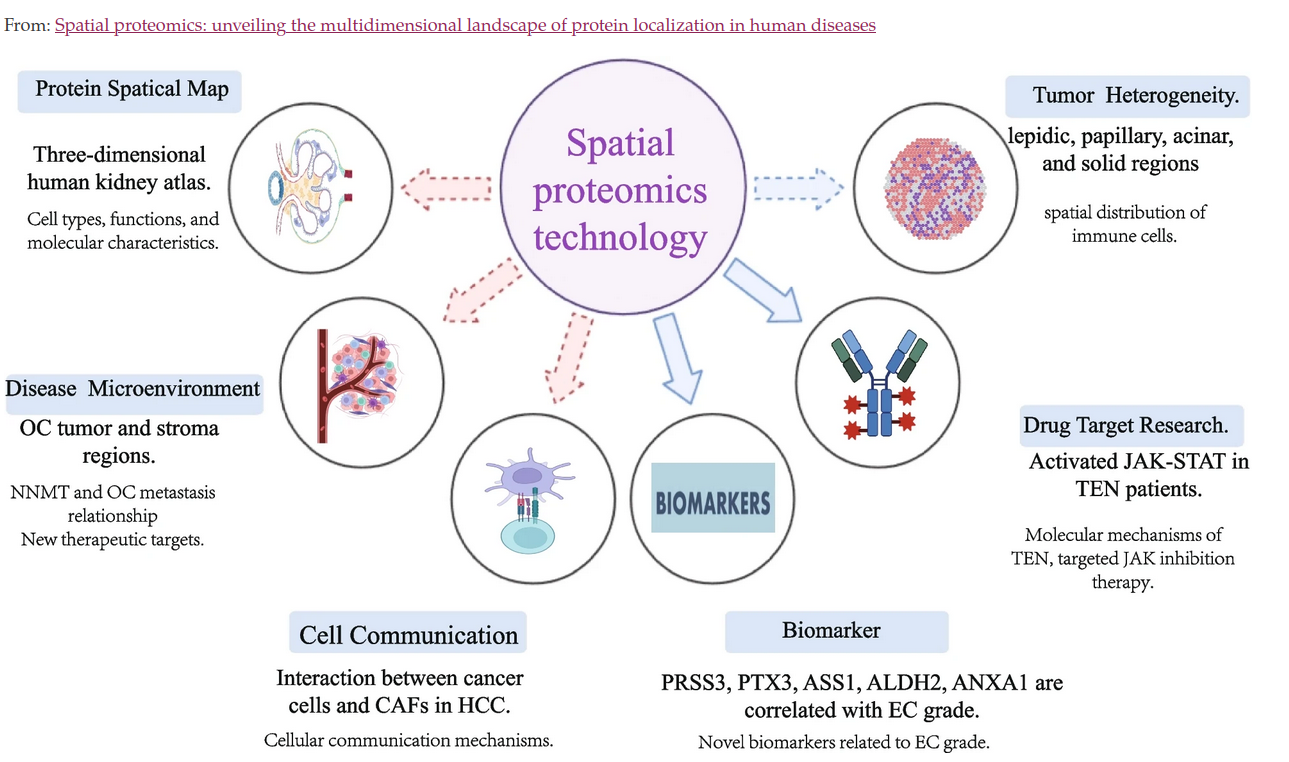 From: Spatial proteomics: unveiling the multidimensional landscape of protein localization in human diseases
Spatial
proteomics
technology
Protein Spatical Map
Three-dimensional
human kidney atlas.
Cell types, functions, and
molecular characteristics.
Tumor Heterogeneity.
lepidic, papillary, acinar,
and solid regions
spatial distribution of
immune cells.
Disease Microenvironment
OC tumor and stroma
regions.
NNMT and OC metastasis
relationship
New therapeutic targets.
BIOMARKERS
Drug Target Research.
Activated JAK-STAT in
TEN patients.
Molecular mechanisms of
TEN, targeted JAK inhibition
therapy.
Cell Communication
Interaction between cancer
cells and CAFs in HCC.
Cellular communication mechanisms.
Biomarker
PRSS3, PTX3, ASS1, ALDH2, ANXA1 are
correlated with EC grade.
Novel biomarkers related to EC grade.